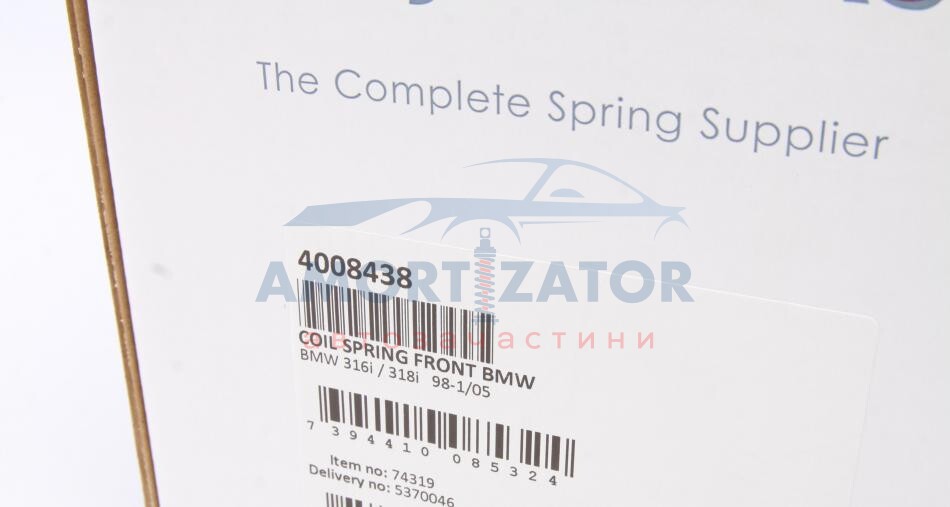 The Complete Spring Supplier
4008438
AMORTIZATOR
автозапчастини
COIL SPRING FRONT BMW
BMW 316i / 318i 98-1/05
7 394410 085324
Item no: 74319
Delivery no: 5370046